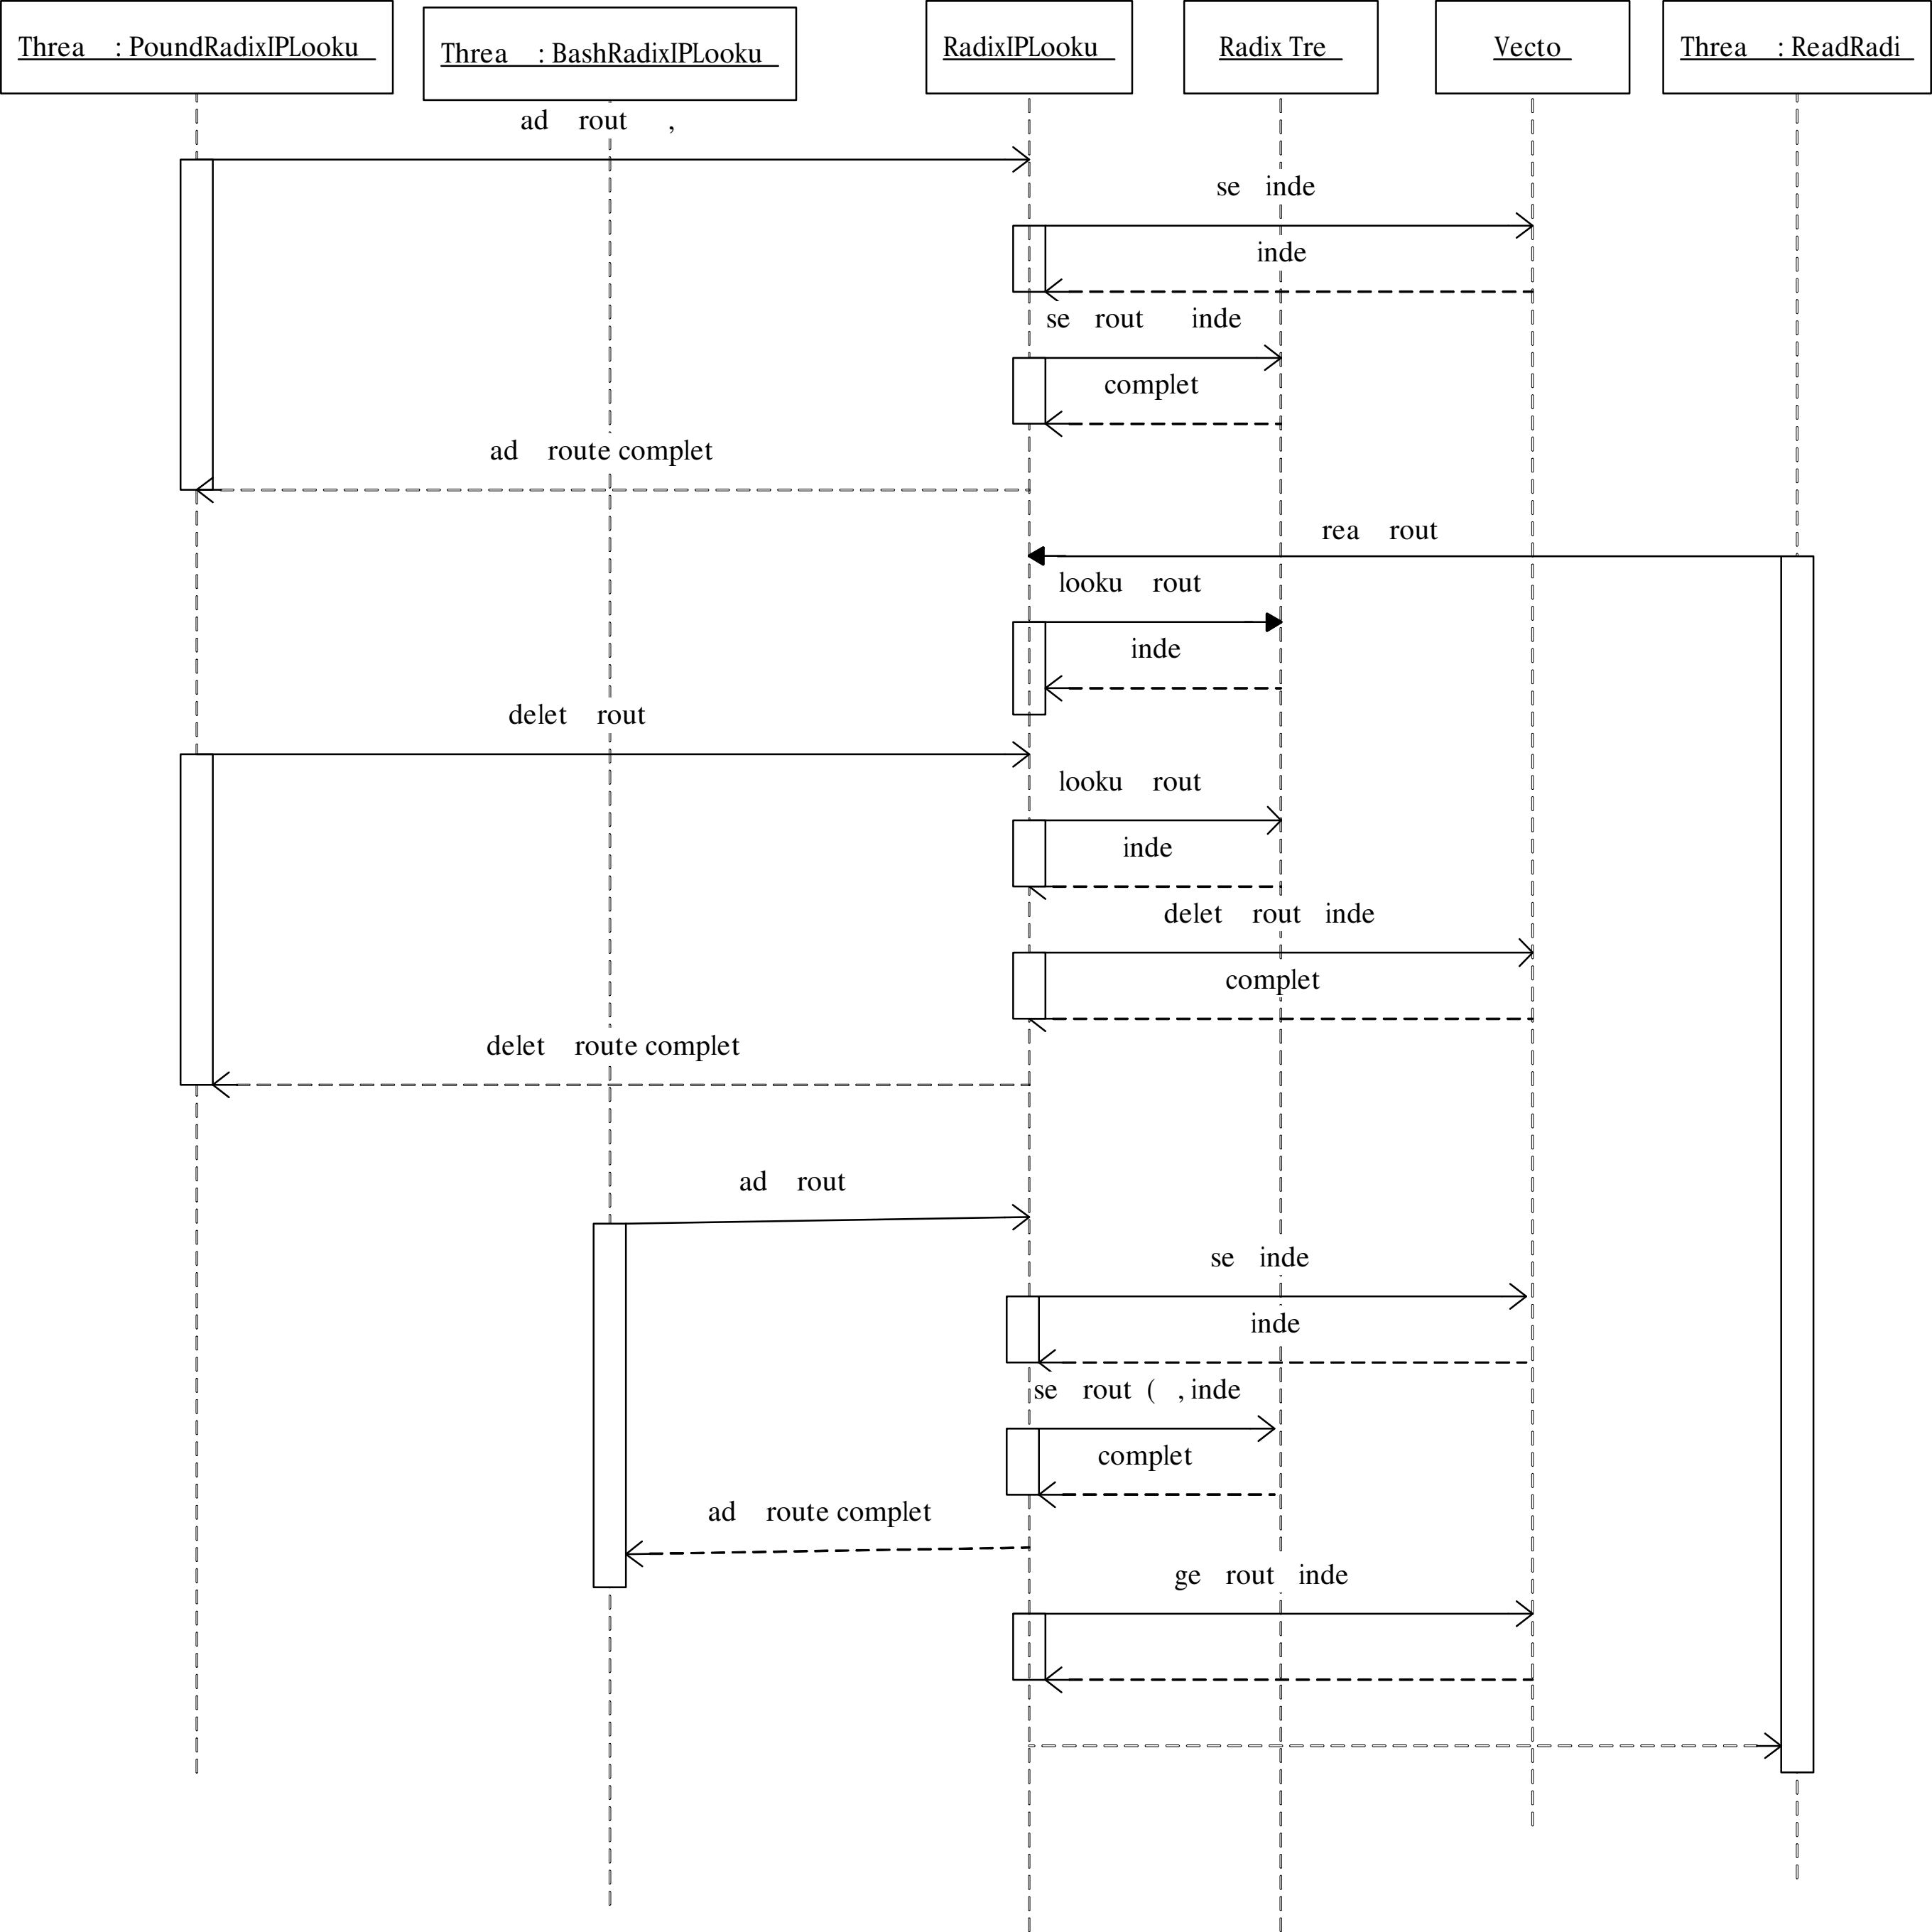 Threa : PoundRadixIPLooku
Threa : BashRadixIPLooku
RadixIPLooku
Radix Tre
Vecto
Threa : ReadRadi
ad rout ,
se inde
inde
se rout inde
complet
ad route complet
rea rout
looku rout
inde
delet rout
looku rout
inde
delet rout inde
complet
delet route complet
ad rout
se inde
inde
se rout ( , inde
complet
ad route complet
ge rout inde